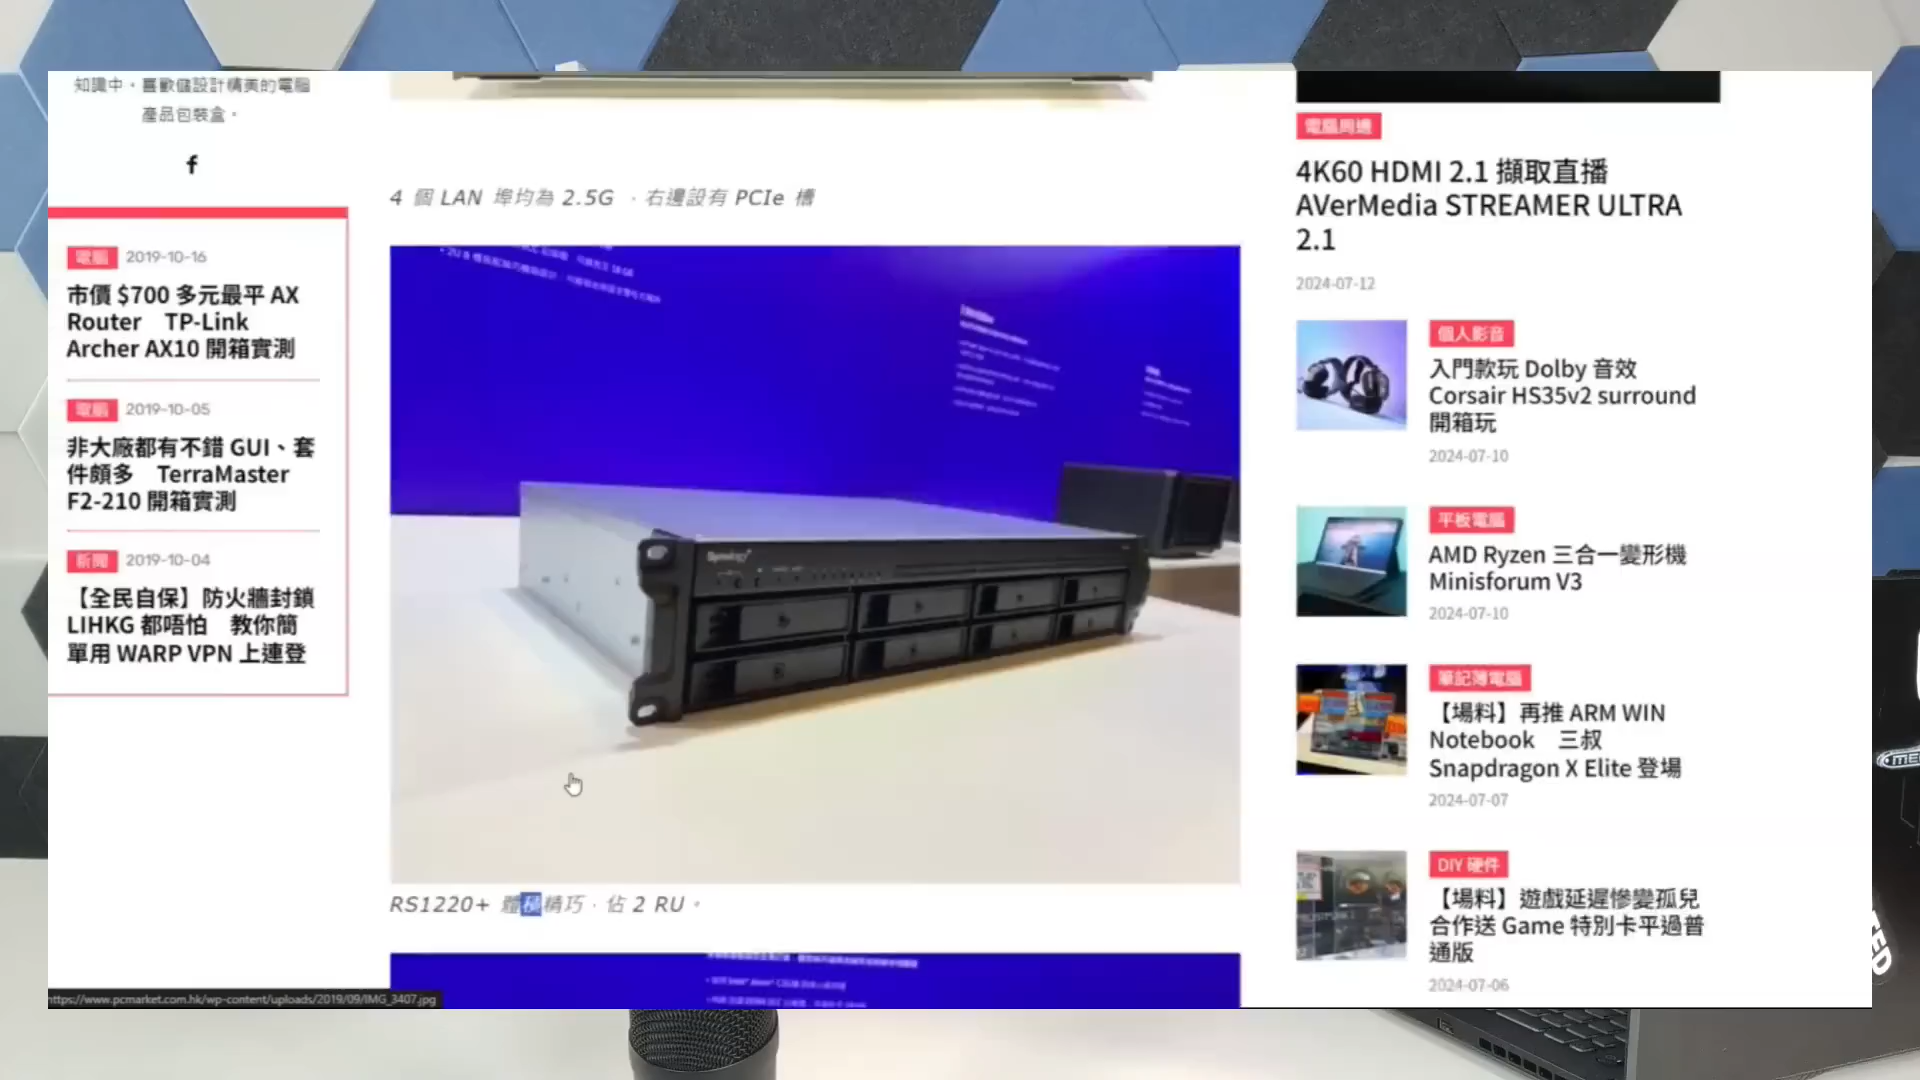 知識中，喜歡儲設計精美的電腦
產品包裝盒。
電腦 2019-10-16
市價 $700 多元最平 AX
Router　TP-Link
Archer AX10 開箱實測
電腦 2019-10-05
非大廠都有不錯 GUI、套
件頗多　TerraMaster
F2-210 開箱實測
新聞 2019-10-04
【全民自保】防火牆封鎖
LIHKG 都唔怕　教你簡
單用 WARP VPN 上連登
4 個 LAN 埠均為 2.5G ，右邊設有 PCIe 槽
Synology
RS1220+ 體積精巧，佔 2 RU。
電腦周邊
4K60 HDMI 2.1 擷取直播
AVerMedia STREAMER ULTRA
2.1
2024-07-12
個人影音
入門款玩 Dolby 音效
Corsair HS35v2 surround
開箱玩
2024-07-10
平板電腦
AMD Ryzen 三合一變形機
Minisforum V3
2024-07-10
筆記簿電腦
【場料】再推 ARM WIN
Notebook　三叔
Snapdragon X Elite 登場
2024-07-07
DIY 硬件
【場料】遊戲延遲慘變孤兒
合作送 Game 特別卡平過普
通版
2024-07-06
https://www.pcmarket.com.hk/wp-content/uploads/2019/09/IMG_3407.jpg